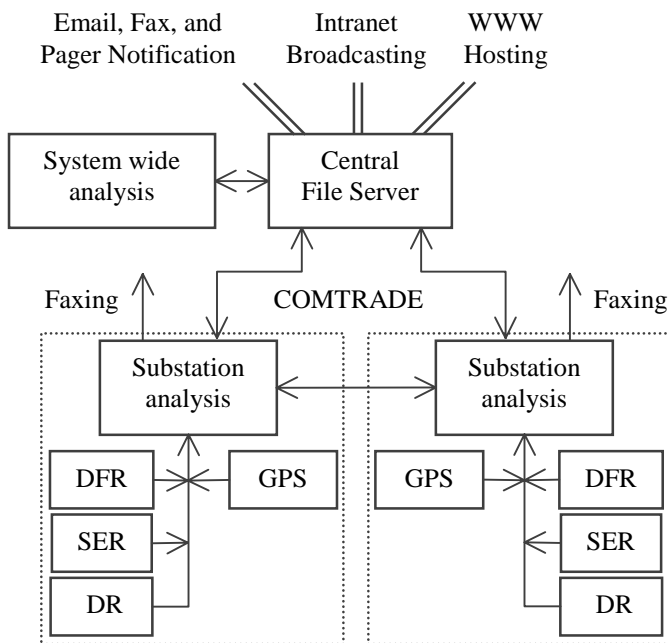 Email, Fax, and
Pager Notification
Intranet
Broadcasting
WWW
Hosting
System wide
analysis
Central
File Server
Faxing
COMTRADE
Faxing
Substation
analysis
Substation
analysis
DFR
GPS
GPS
DFR
SER
SER
DR
DR